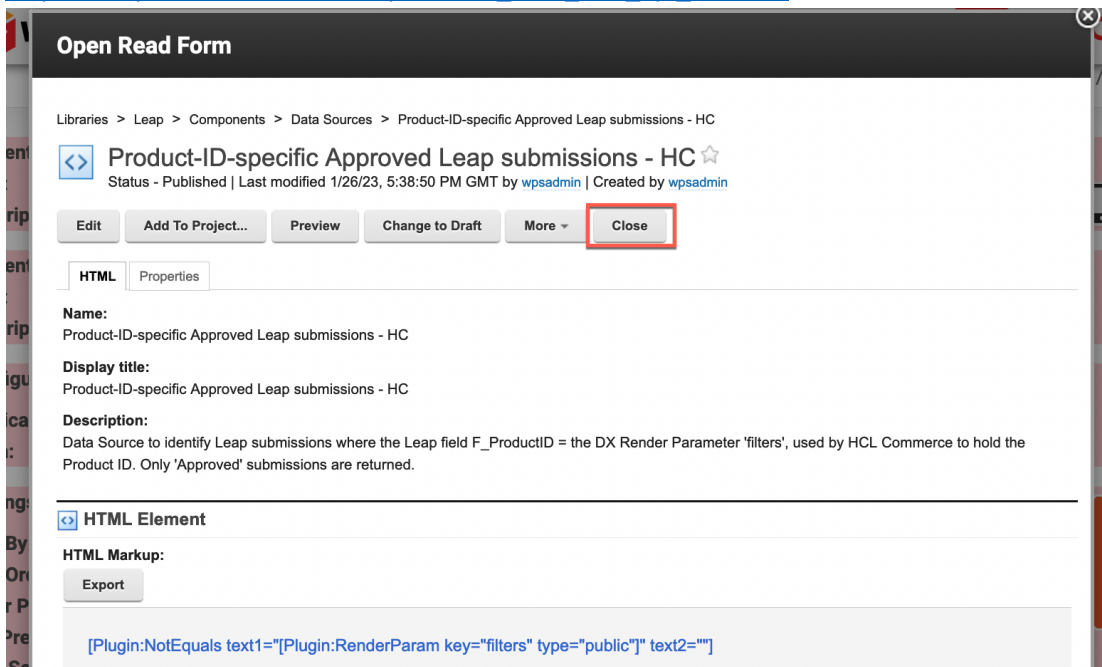 Open Read Form
Libraries > Leap > Components > Data Sources > Product-ID-specific Approved Leap submissions - HC
Product-ID-specific Approved Leap submissions - HC
Status - Published | Last modified 1/26/23, 5:38:50 PM GMT by wpsadmin | Created by wpsadmin
Edit Add To Project... Preview Change to Draft More Close
HTML Properties
Name:
Product-ID-specific Approved Leap submissions - HC
Display title:
Product-ID-specific Approved Leap submissions - HC
Description:
Data Source to identify Leap submissions where the Leap field F_ProductID = the DX Render Parameter 'filters', used by HCL Commerce to hold the
Product ID. Only 'Approved' submissions are returned.
HTML Element
HTML Markup:
Export
[Plugin:NotEquals text1="[Plugin:RenderParam key="filters" type="public"]" text2=""]